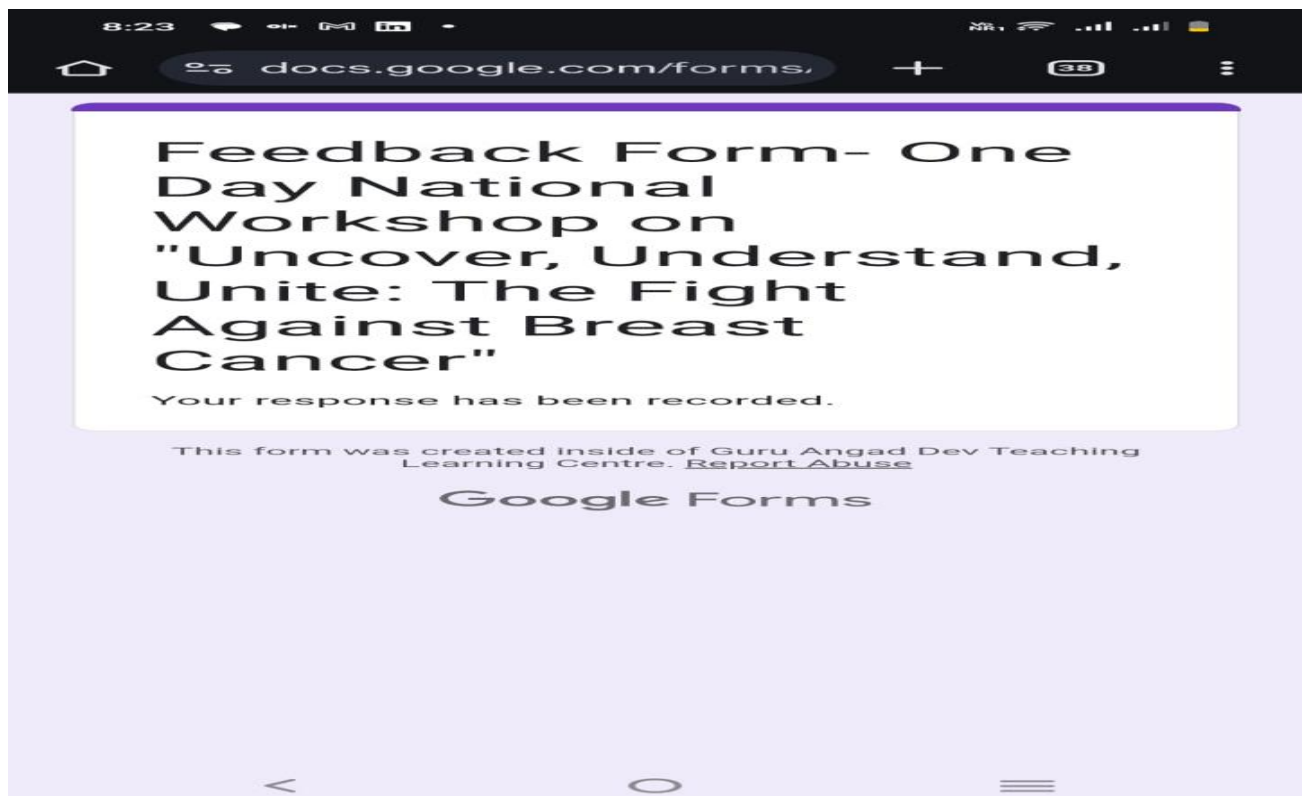 8:23
docs.google.com/forms/
38
Feedback Form- One
Day National
Workshop on
"Uncover, Understand,
Unite: The Fight
Against Breast
Cancer"
Your response has been recorded.
This form was created inside of Guru Angad Dev Teaching
Learning Centre. Report Abuse
Google Forms